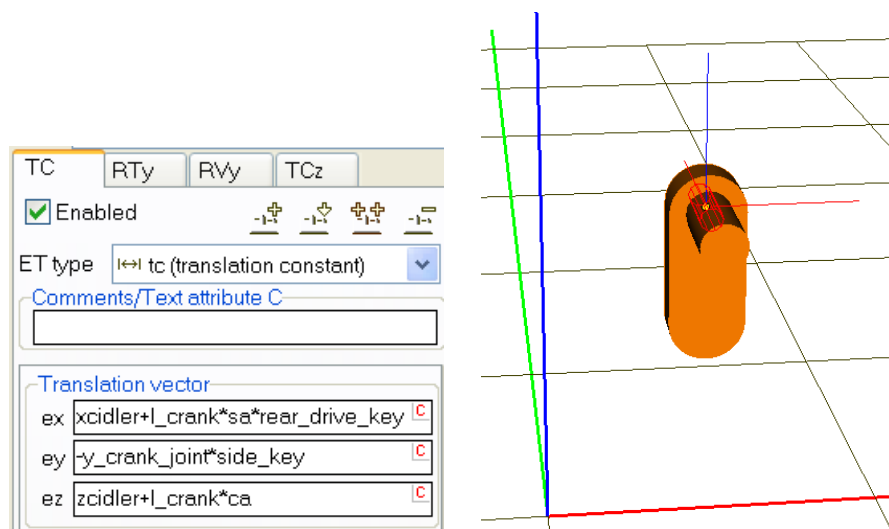 TC RTy RVy TCz
Enabled
ET type tc (translation constant)
Comments/Text attribute C
Translation vector
ex xcidler+l_crank*sa*rear_drive_key C
ey -y_crank_joint*side_key C
ez zcidler+l_crank*ca C